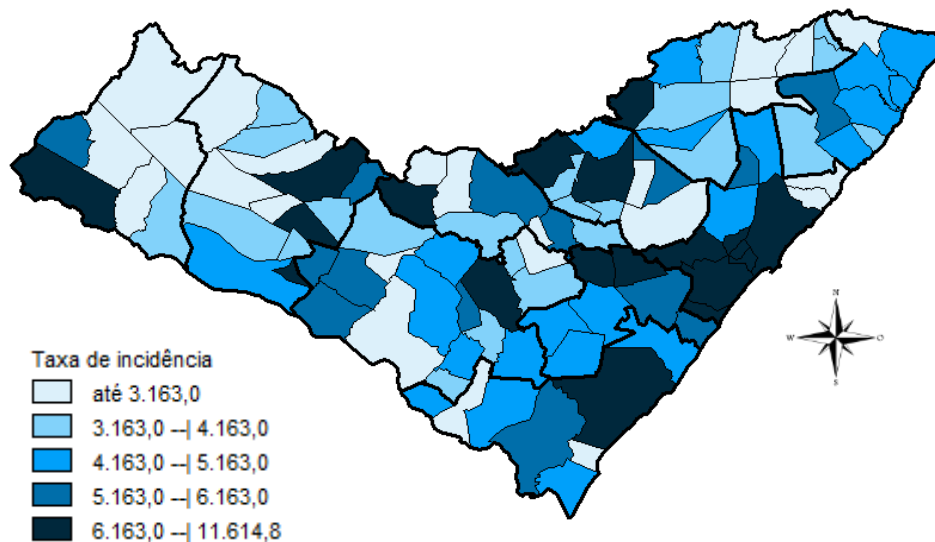 Taxa de incidência
até 3.163,0
3.163,0 --| 4.163,0
4.163,0 --| 5.163,0
5.163,0 --| 6.163,0
6.163,0 --| 11.614,8
N
W
O
S